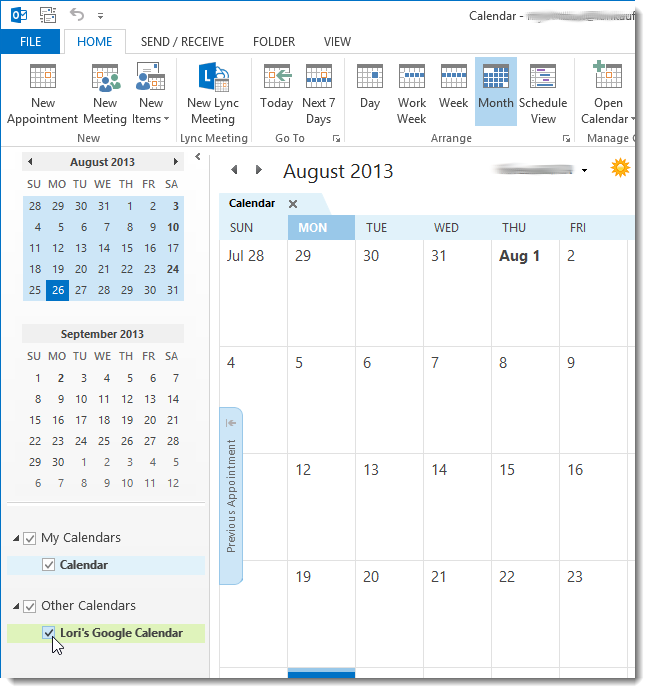 Calendar -
FILE HOME SEND / RECEIVE FOLDER VIEW
New Appointment
New Meeting
New Items
New Lync Meeting
Today
Next 7 Days
Day
Work Week
Week
Month
Schedule View
Open Calendar
New
Lync Meeting
Go To
Arrange
Manage C
August 2013
SU MO TU WE TH FR SA
28 29 30 31 1 2 3
4 5 6 7 8 9 10
11 12 13 14 15 16 17
18 19 20 21 22 23 24
25 26 27 28 29 30 31
September 2013
SU MO TU WE TH FR SA
1 2 3 4 5 6 7
8 9 10 11 12 13 14
15 16 17 18 19 20 21
22 23 24 25 26 27 28
29 30 1 2 3 4 5
6 7 8 9 10 11 12
My Calendars
Calendar
Other Calendars
Lori's Google Calendar
August 2013
Calendar
SUN MON TUE WED THU FRI
Jul 28 29 30 31 Aug 1 2
4 5 6 7 8 9
12 13 14 15 16
19 20 21 22 23
Previous Appointment